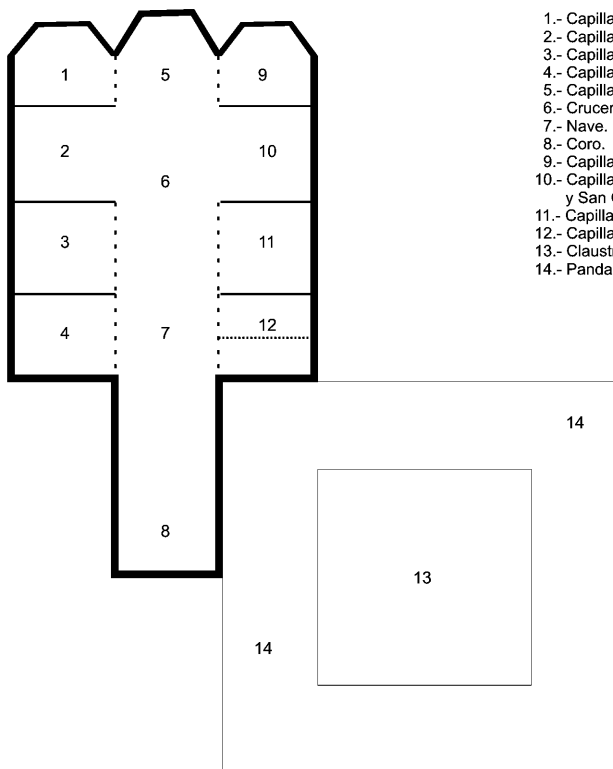 1.- Capilla
2.- Capilla
3.- Capilla
4.- Capilla
5.- Capilla
6.- Crucer
7.- Nave.
8.- Coro.
9.- Capilla
10.- Capilla
y San
11.- Capilla
12.- Capilla
13.- Claust
14.- Panda
1
5
9
2
10
6
3
11
4
7
12
14
8
13
14